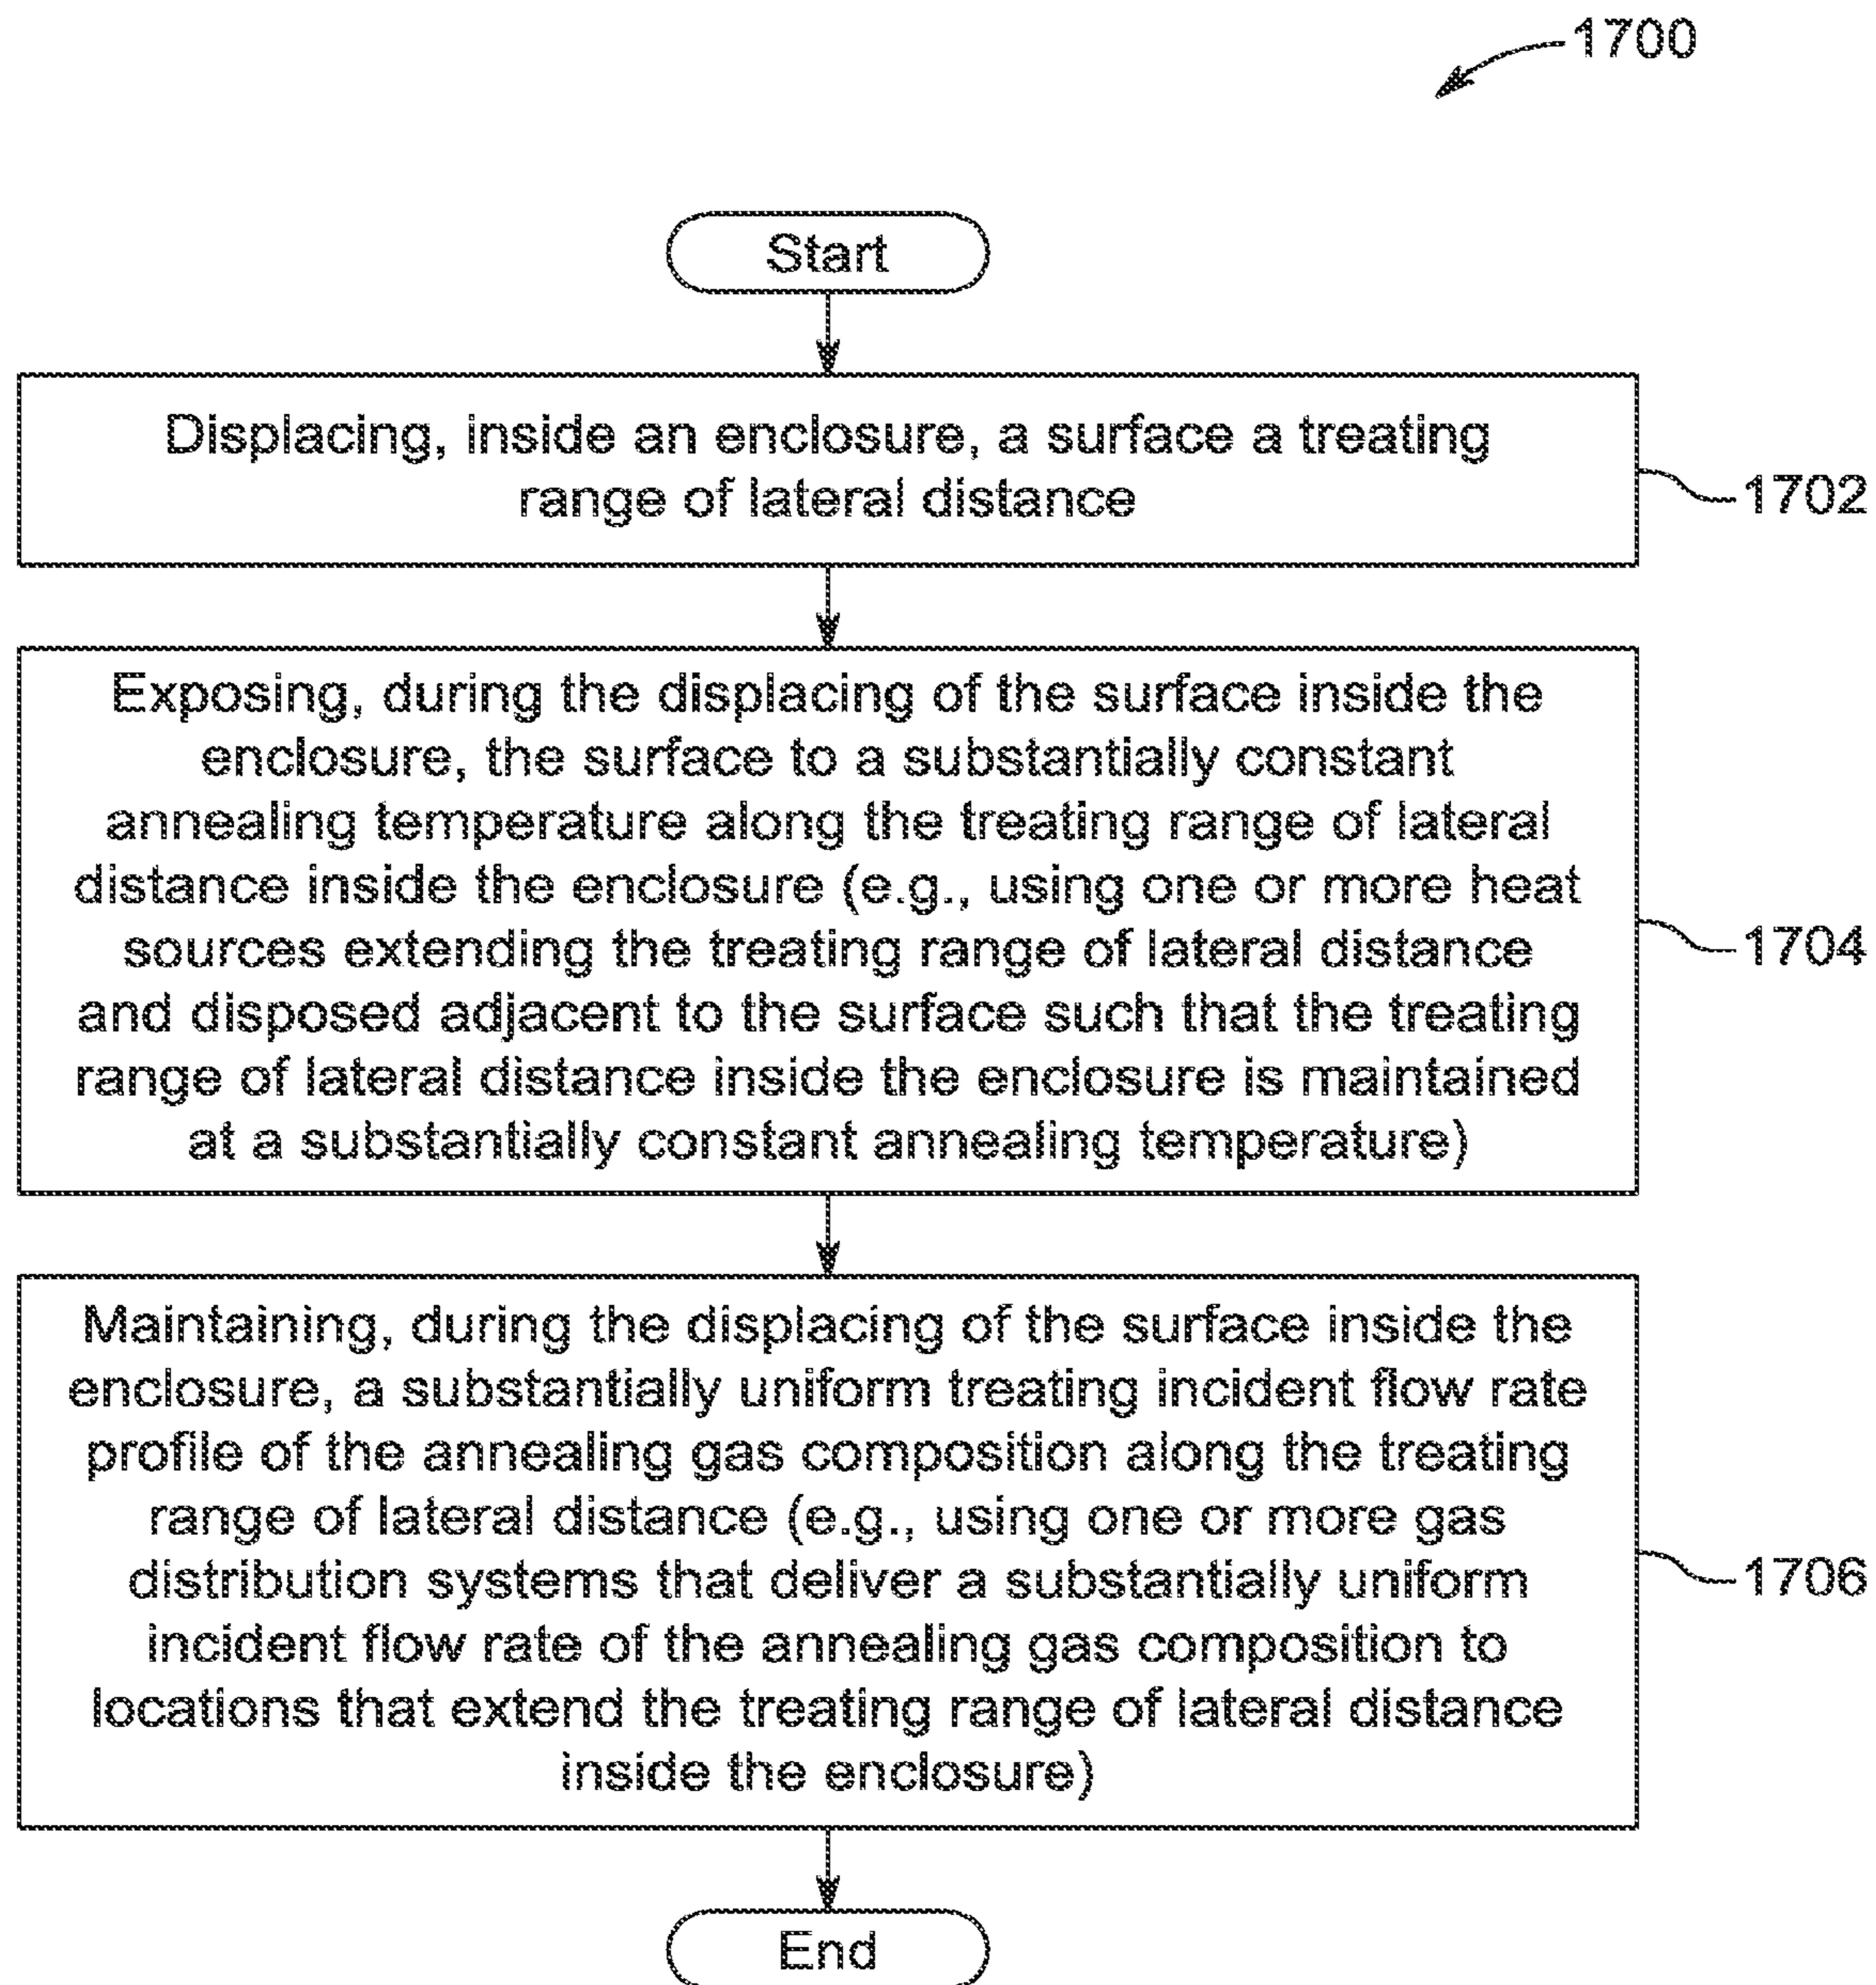 1700
Start
Displacing, inside an enclosure, a surface a treating
range of lateral distance
1702
Exposing, during the displacing of the surface inside the
enclosure, the surface to a substantially constant
annealing temperature along the treating range of lateral
distance inside the enclosure (e.g., using one or more heat
sources extending the treating range of lateral distance
and disposed adjacent to the surface such that the treating
range of lateral distance inside the enclosure is maintained
at a substantially constant annealing temperature)
1704
Maintaining, during the displacing of the surface inside the
enclosure, a substantially uniform treating incident flow rate
profile of the annealing gas composition along the treating
range of lateral distance (e.g., using one or more gas
distribution systems that deliver a substantially uniform
incident flow rate of the annealing gas composition to
locations that extend the treating range of lateral distance
inside the enclosure)
1706
End